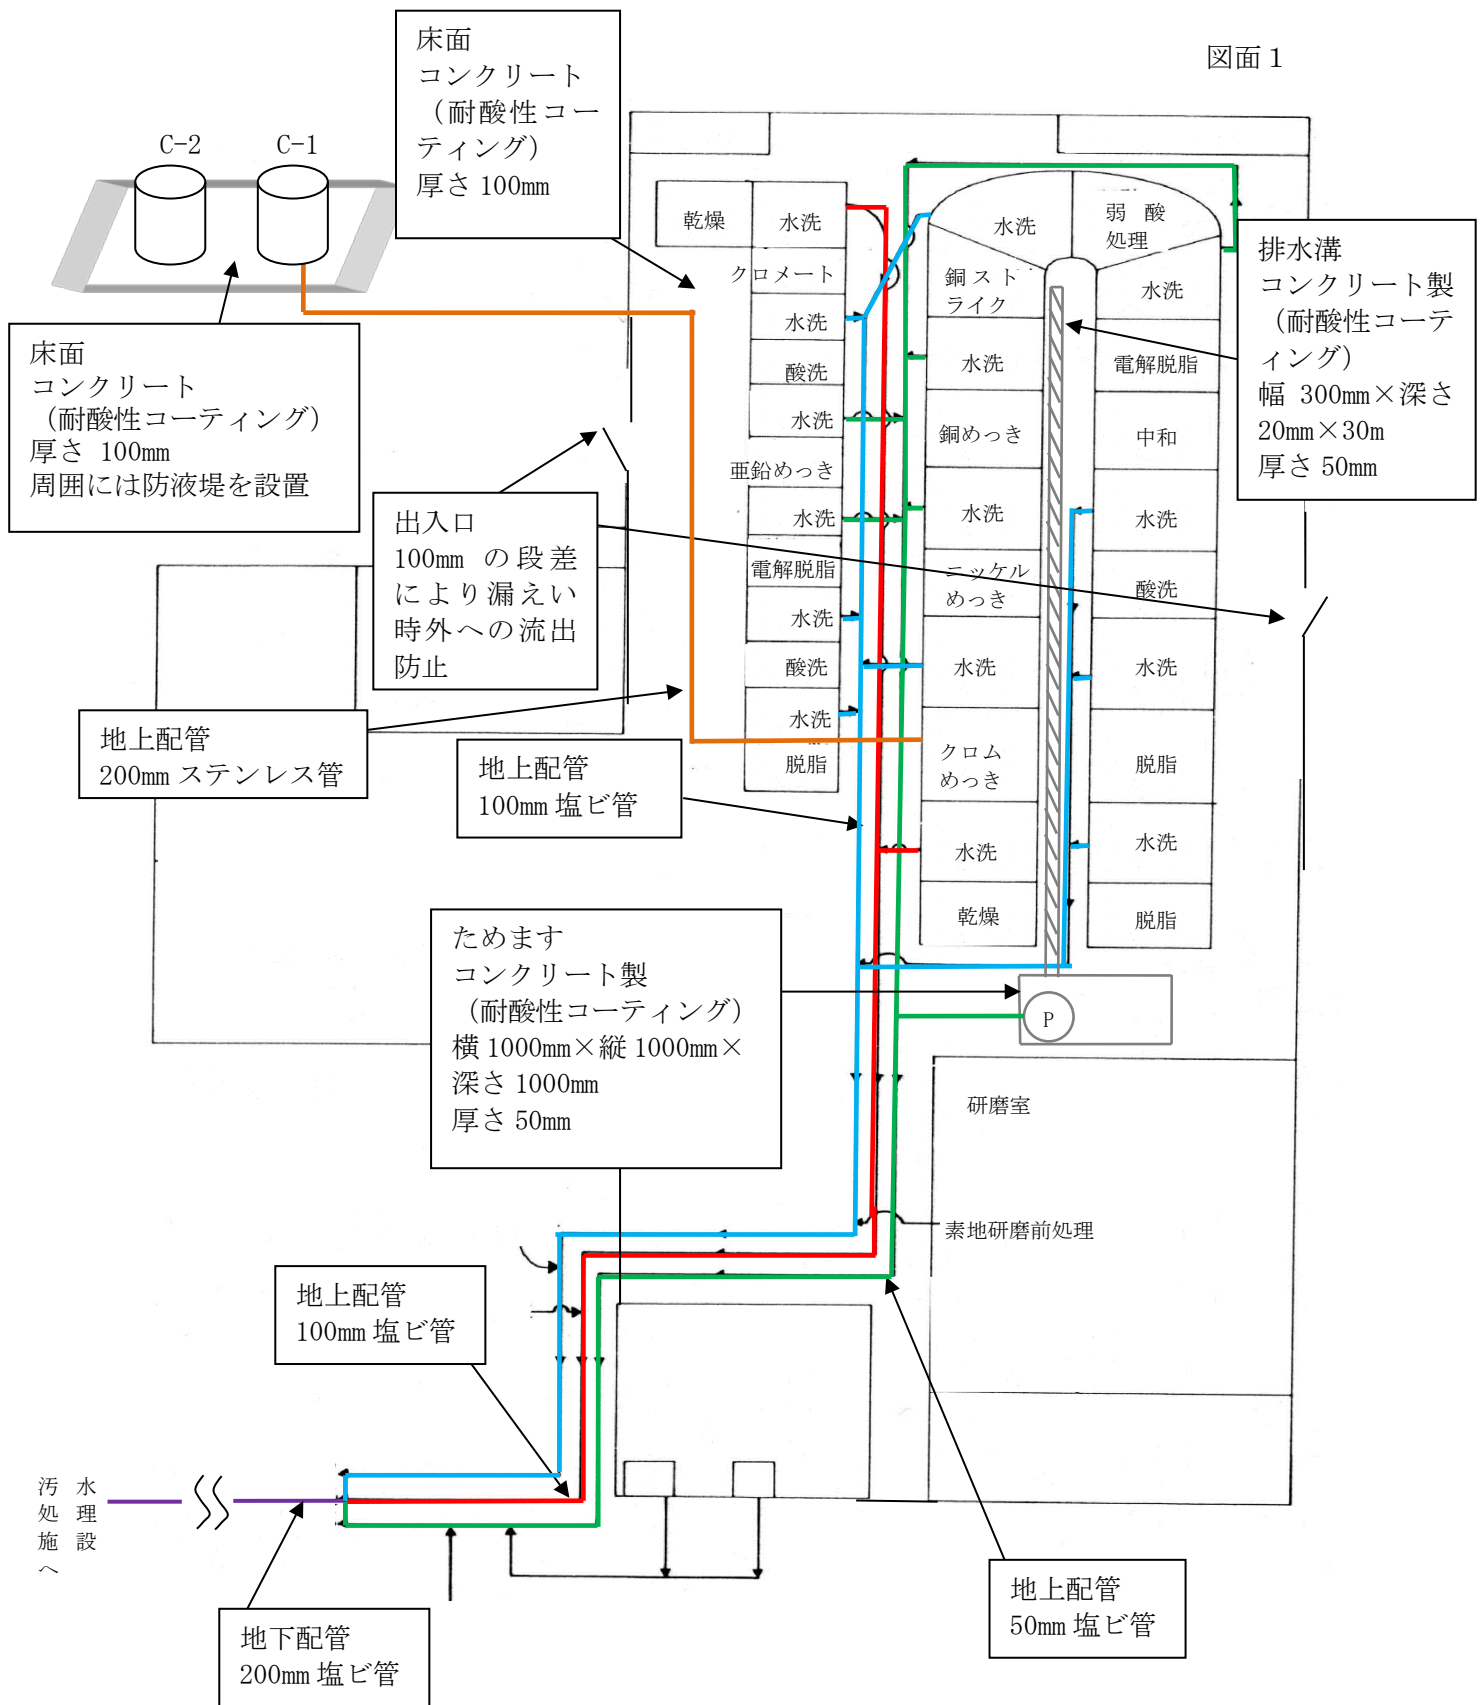 図面１
床面
コンクリート
（耐酸性コー
ティング）
厚さ 100mm
C-2
C-1
床面
コンクリート
（耐酸性コーティング）
厚さ 100mm
周囲には防液堤を設置
出入口
100mm の段差
により漏えい
時外への流出
防止
地上配管
200mm ステンレス管
地上配管
100mm 塩ビ管
乾燥
水洗
クロメート
水洗
酸洗
水洗
亜鉛めっき
水洗
電解脱脂
水洗
酸洗
水洗
脱脂
水洗
銅スト
ライク
水洗
銅めっき
水洗
ニッケル
めっき
水洗
クロム
めっき
水洗
乾燥
弱 酸
処理
水洗
電解脱脂
中和
水洗
酸洗
水洗
脱脂
水洗
脱脂
排水溝
コンクリート製
（耐酸性コーテ
ィング）
幅 300mm×深さ
20mm×30m
厚さ 50mm
ためます
コンクリート製
（耐酸性コーティング）
横 1000mm×縦 1000mm×
深さ 1000mm
厚さ 50mm
P
研磨室
素地研磨前処理
地上配管
100mm 塩ビ管
汚水
処理
施設
へ
地下配管
200mm 塩ビ管
地上配管
50mm 塩ビ管